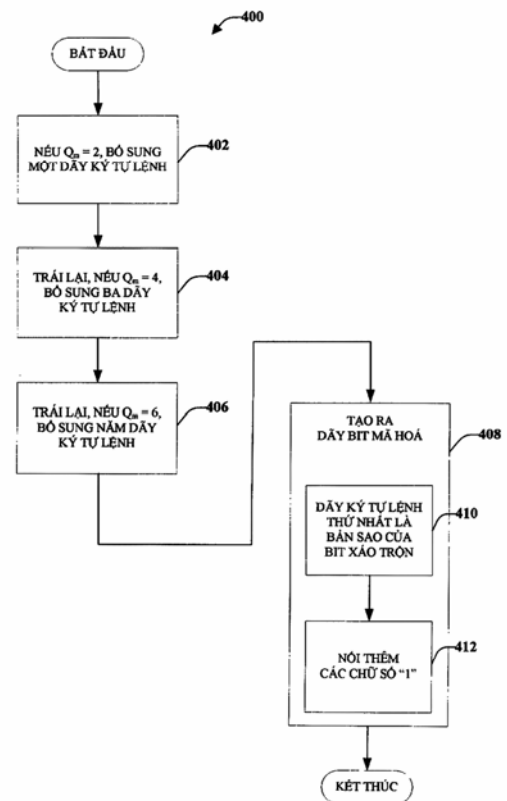 400
BẮT ĐẦU
NẾU Qm = 2, BỔ SUNG
MỘT DÃY KÝ TỰ LỆNH
402
TRÁI LẠI, NẾU Qm = 4,
BỔ SUNG BA DÃY
KÝ TỰ LỆNH
404
TRÁI LẠI, NẾU Qm = 6,
BỔ SUNG NĂM DÃY
KÝ TỰ LỆNH
406
TẠO RA
DÃY BIT MÃ HOÁ
408
DÃY KÝ TỰ LỆNH
THỨ NHẤT LÀ
BẢN SAO CỦA
BIT XÁO TRỘN
410
NỐI THÊM
CÁC CHỮ SỐ “1”
412
KẾT THÚC